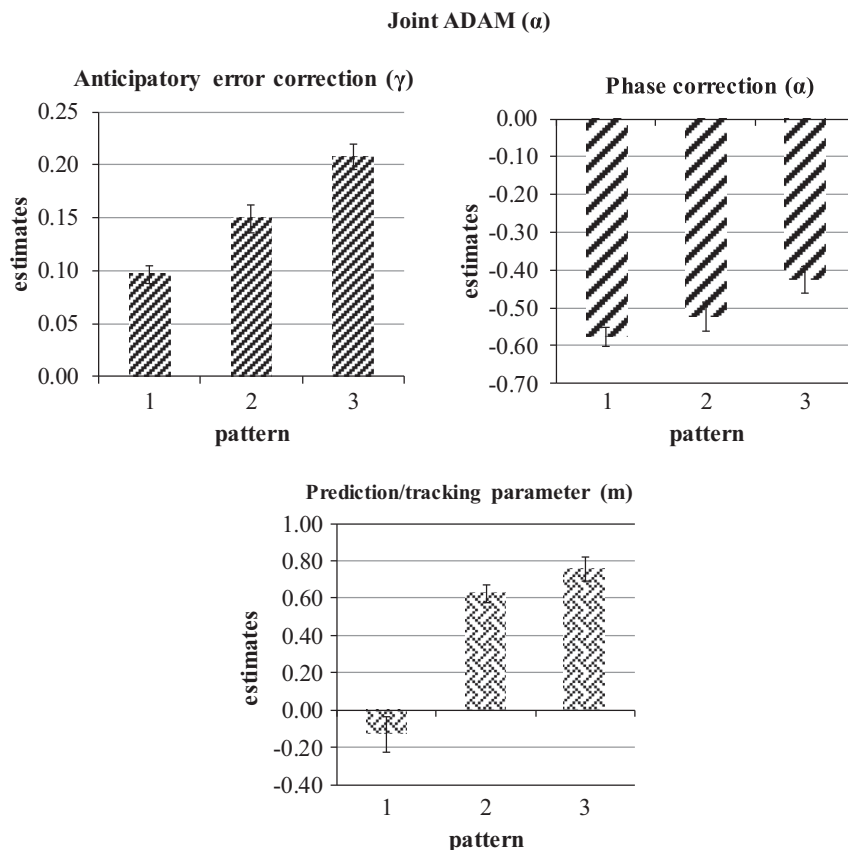 Joint ADAM (α)
Anticipatory error correction (γ)
0.25
0.20
0.15
0.10
0.05
0.00
estimates
1 2 3
pattern
Phase correction (α)
0.00
-0.10
-0.20
-0.30
-0.40
-0.50
-0.60
-0.70
estimates
1 2 3
pattern
Prediction/tracking parameter (m)
1.00
0.80
0.60
0.40
0.20
0.00
-0.20
-0.40
estimates
1 2 3
pattern